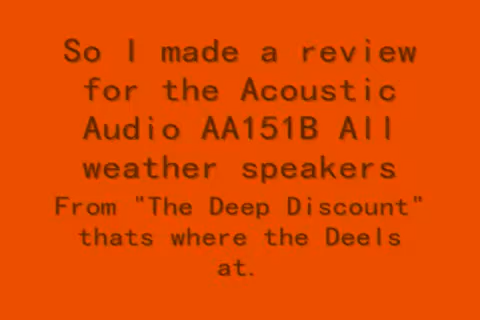 So I made a review
for the Acoustic
Audio AA151B All
weather speakers
From "The Deep Discount"
thats where the Deels
at.